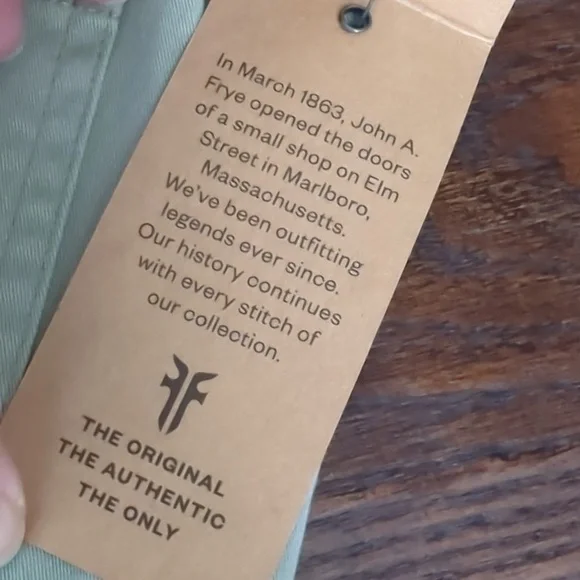 In March 1863, John A.
Frye opened the doors
of a small shop on Elm
Street in Marlboro,
Massachusetts.
We've been outfitting
legends ever since.
Our history continues
with every stitch of
our collection.
THE ORIGINAL
THE AUTHENTIC
THE ONLY